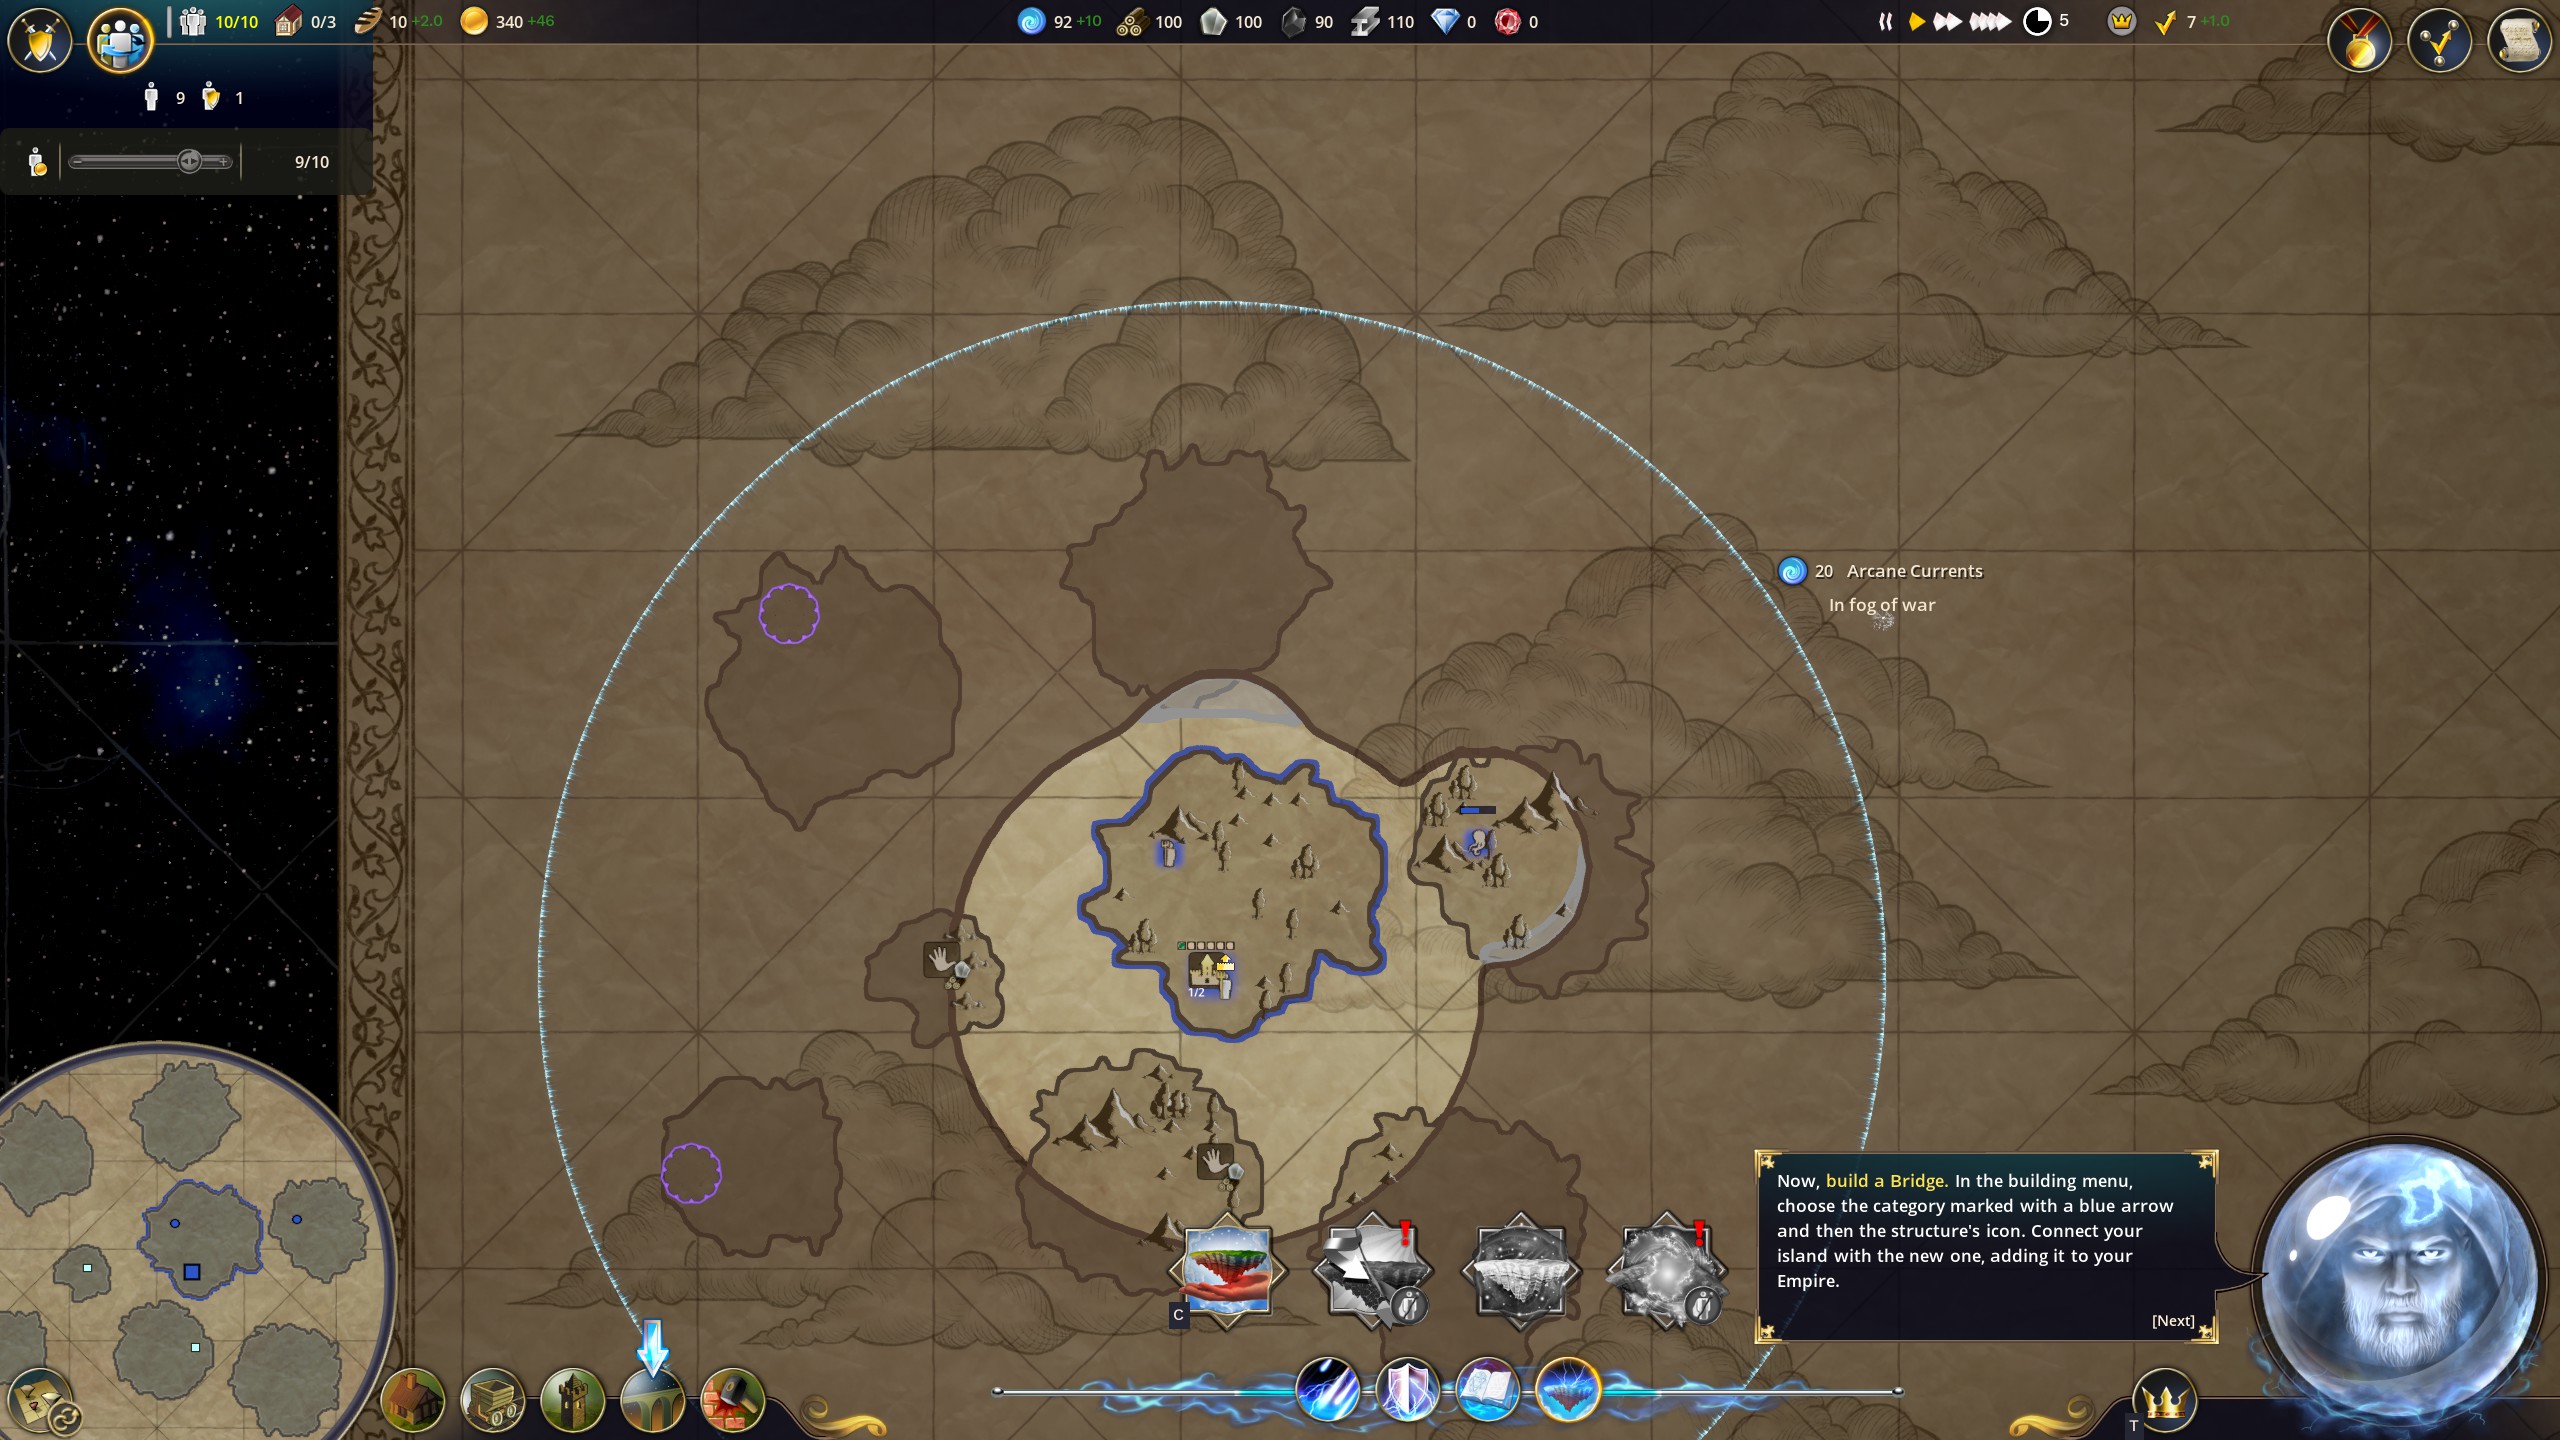 10/10 0/3 10 +2.0 340 +46
92 +10 100 100 90 110 0 0
5 7 +1.0
9 1
9/10
20 Arcane Currents
In fog of war
1/2
Now, build a Bridge. In the building menu,
choose the category marked with a blue arrow
and then the structure's icon. Connect your
island with the new one, adding it to your
Empire.
[Next]
C
T